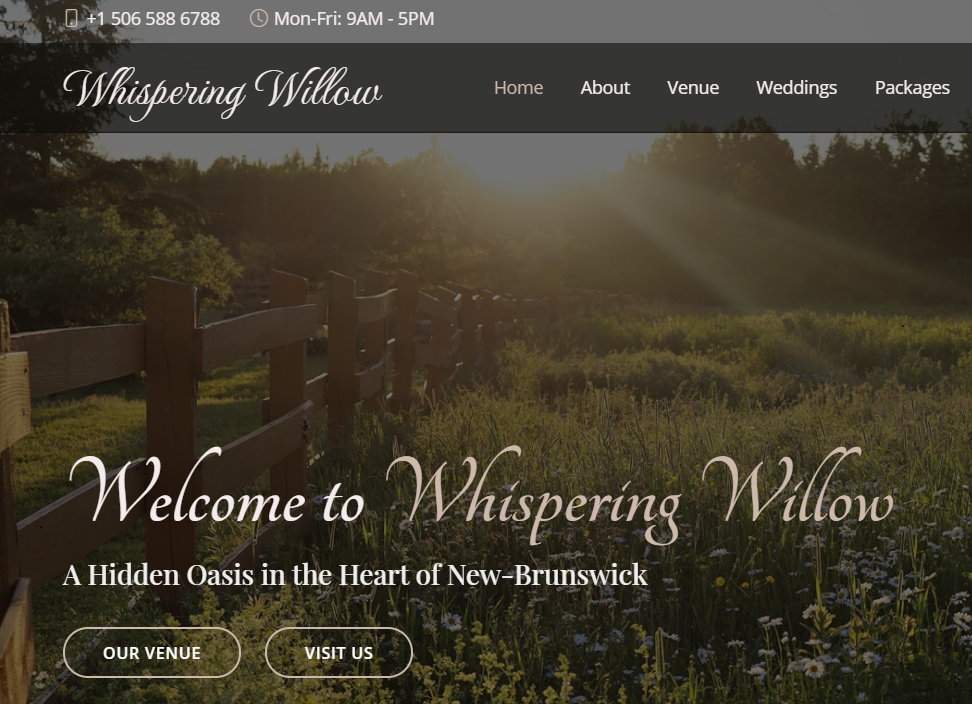 +1 506 588 6788 Mon-Fri: 9AM - 5PM
Whispering Willow Home About Venue Weddings Packages
Welcome to Whispering Willow
A Hidden Oasis in the Heart of New-Brunswick
OUR VENUE VISIT US